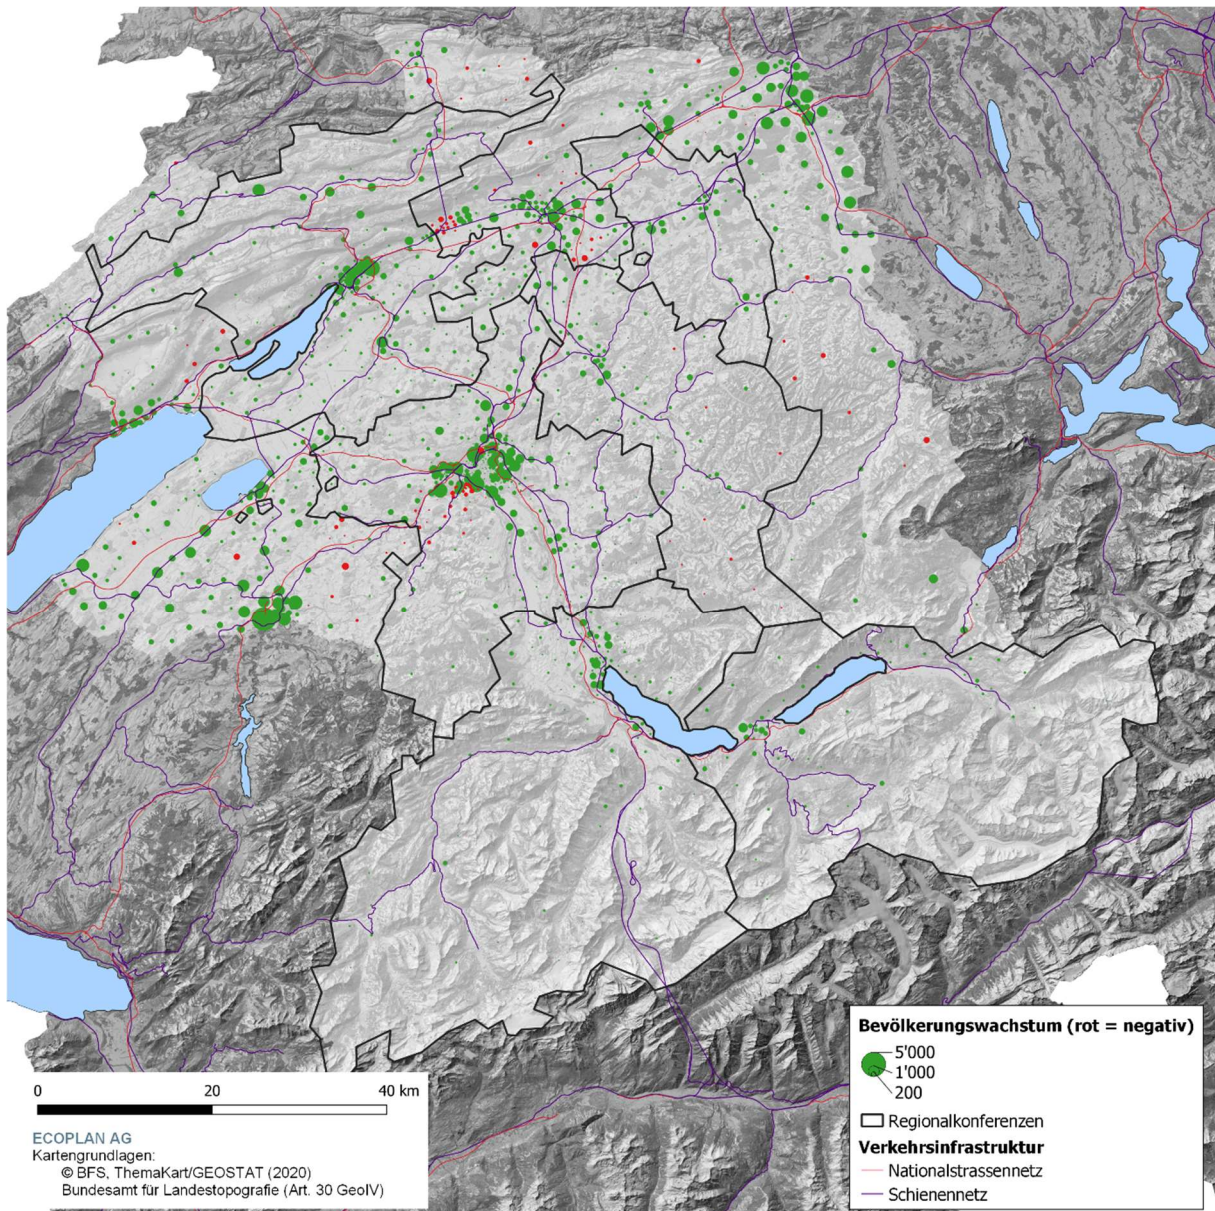 0 20 40 km
ECOPLAN AG
Kartengrundlagen:
© BFS, ThemaKart/GEOSTAT (2020)
Bundesamt für Landestopografie (Art. 30 GeoIV)
Bevölkerungswachstum (rot = negativ)
5'000
1'000
200
Regionalkonferenzen
Verkehrsinfrastruktur
Nationalstrassennetz
Schienennetz